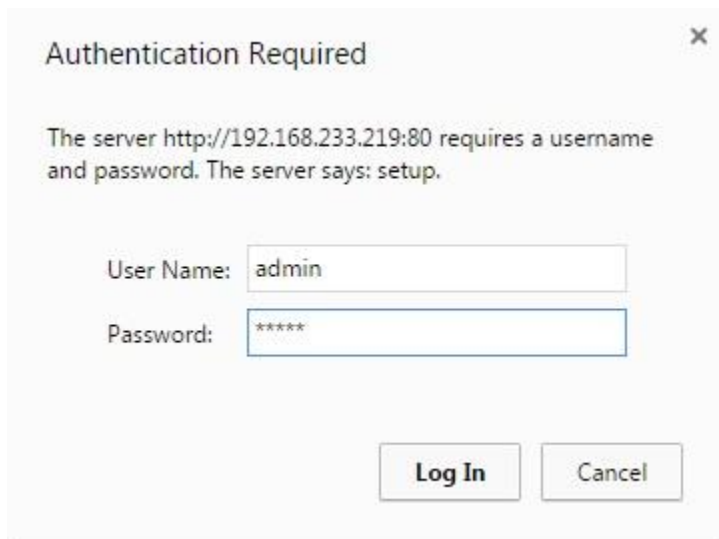 Authentication Required
The server http://192.168.233.219:80 requires a username
and password. The server says: setup.
User Name: admin
Password: *****
Log In Cancel